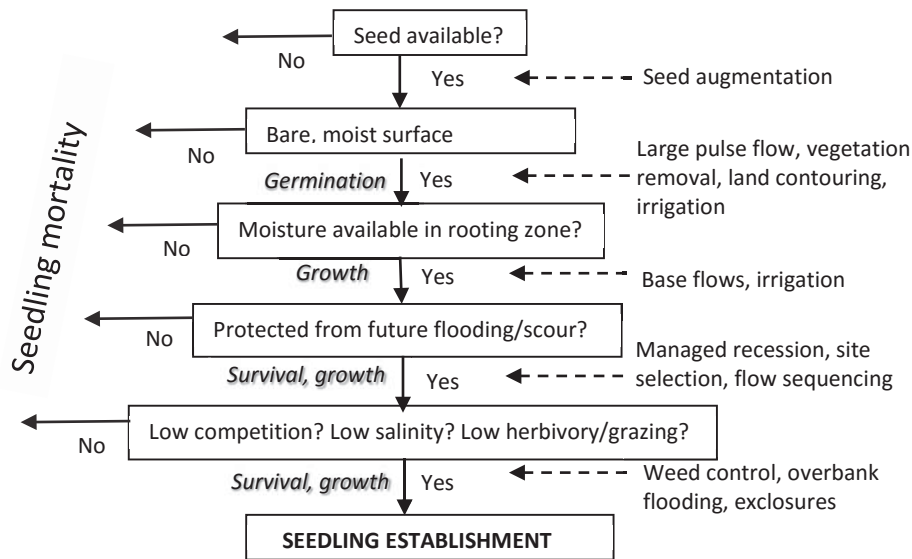 Seed available?
No
Yes
Seed augmentation
Bare, moist surface
No
Germination
Yes
Large pulse flow, vegetation
removal, land contouring,
irrigation
Moisture available in rooting zone?
No
Growth
Yes
Base flows, irrigation
Protected from future flooding/scour?
No
Survival, growth
Yes
Managed recession, site
selection, flow sequencing
Low competition? Low salinity? Low herbivory/grazing?
No
Survival, growth
Yes
Weed control, overbank
flooding, exclosures
SEEDLING ESTABLISHMENT
Seedling mortality